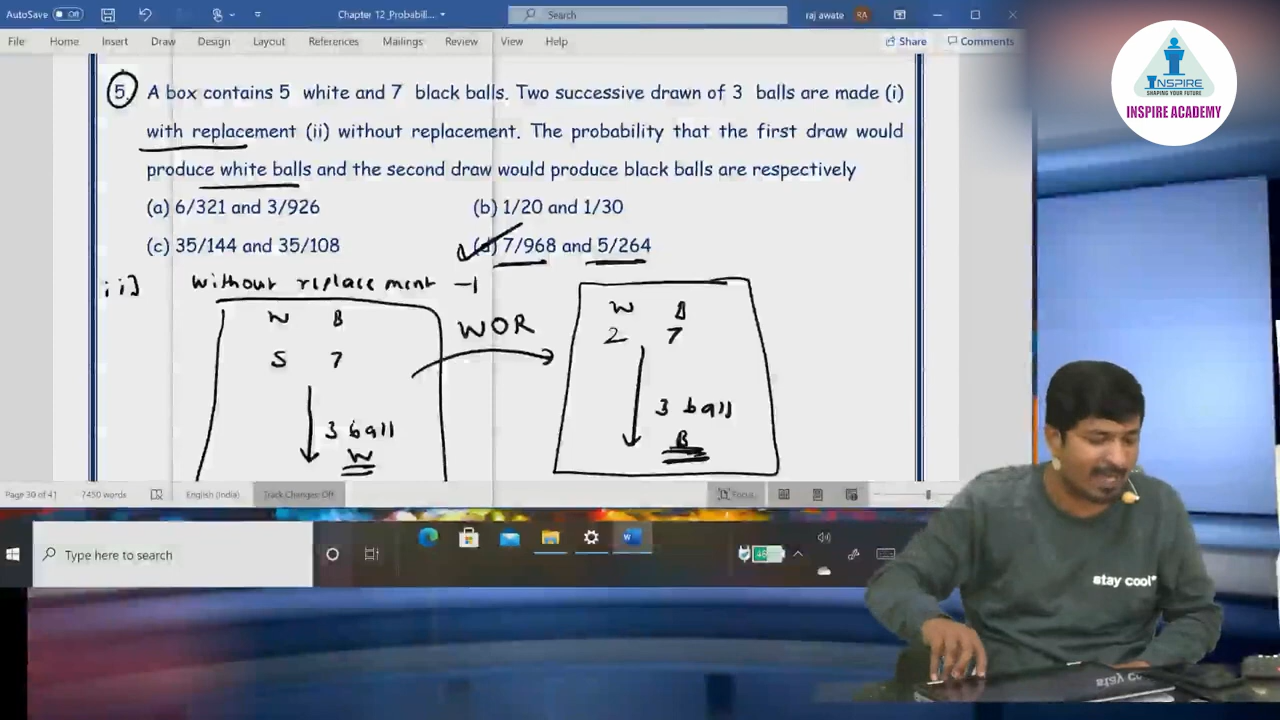 AutoSave Off
Chapter 12_Probabil...
Search
raj awate RA
File Home Insert Draw Design Layout References Mailings Review View Help Share Comments
INSPIRE
SHAPING YOUR FUTURE
INSPIRE ACADEMY
5. A box contains 5 white and 7 black balls. Two successive drawn of 3 balls are made (i)
with replacement (ii) without replacement. The probability that the first draw would
produce white balls and the second draw would produce black balls are respectively
(a) 6/321 and 3/926 (b) 1/20 and 1/30
(c) 35/144 and 35/108 (d) 7/968 and 5/264
ii] without replacement -1
W B
5 7
3 ball
W
WOR
W B
2 7
3 ball
B
Page 30 of 41 7450 words English (India) Track Changes: Off Focus
Type here to search
46
stay cool